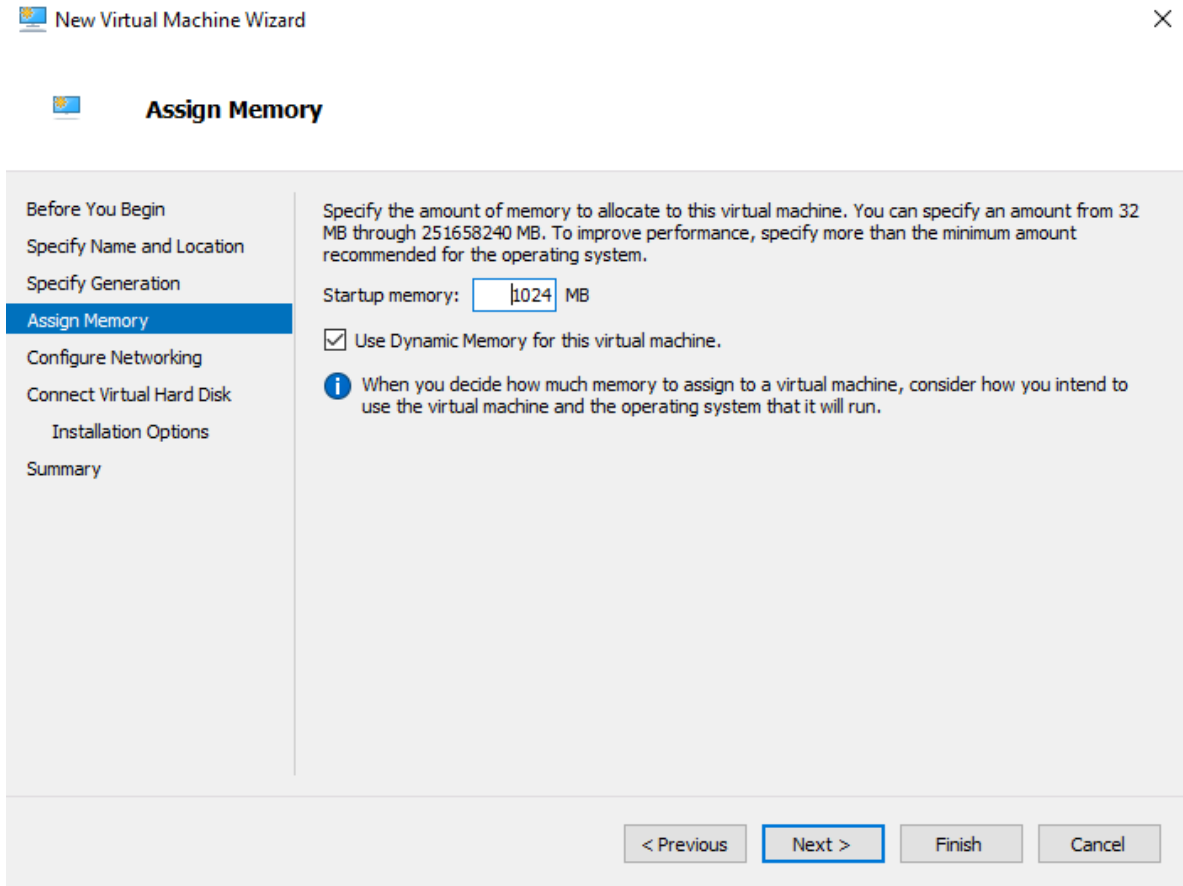 New Virtual Machine Wizard
Assign Memory
Before You Begin
Specify Name and Location
Specify Generation
Assign Memory
Configure Networking
Connect Virtual Hard Disk
Installation Options
Summary
Specify the amount of memory to allocate to this virtual machine. You can specify an amount from 32
MB through 251658240 MB. To improve performance, specify more than the minimum amount
recommended for the operating system.
Startup memory: 1024 MB
Use Dynamic Memory for this virtual machine.
When you decide how much memory to assign to a virtual machine, consider how you intend to
use the virtual machine and the operating system that it will run.
< Previous Next > Finish Cancel